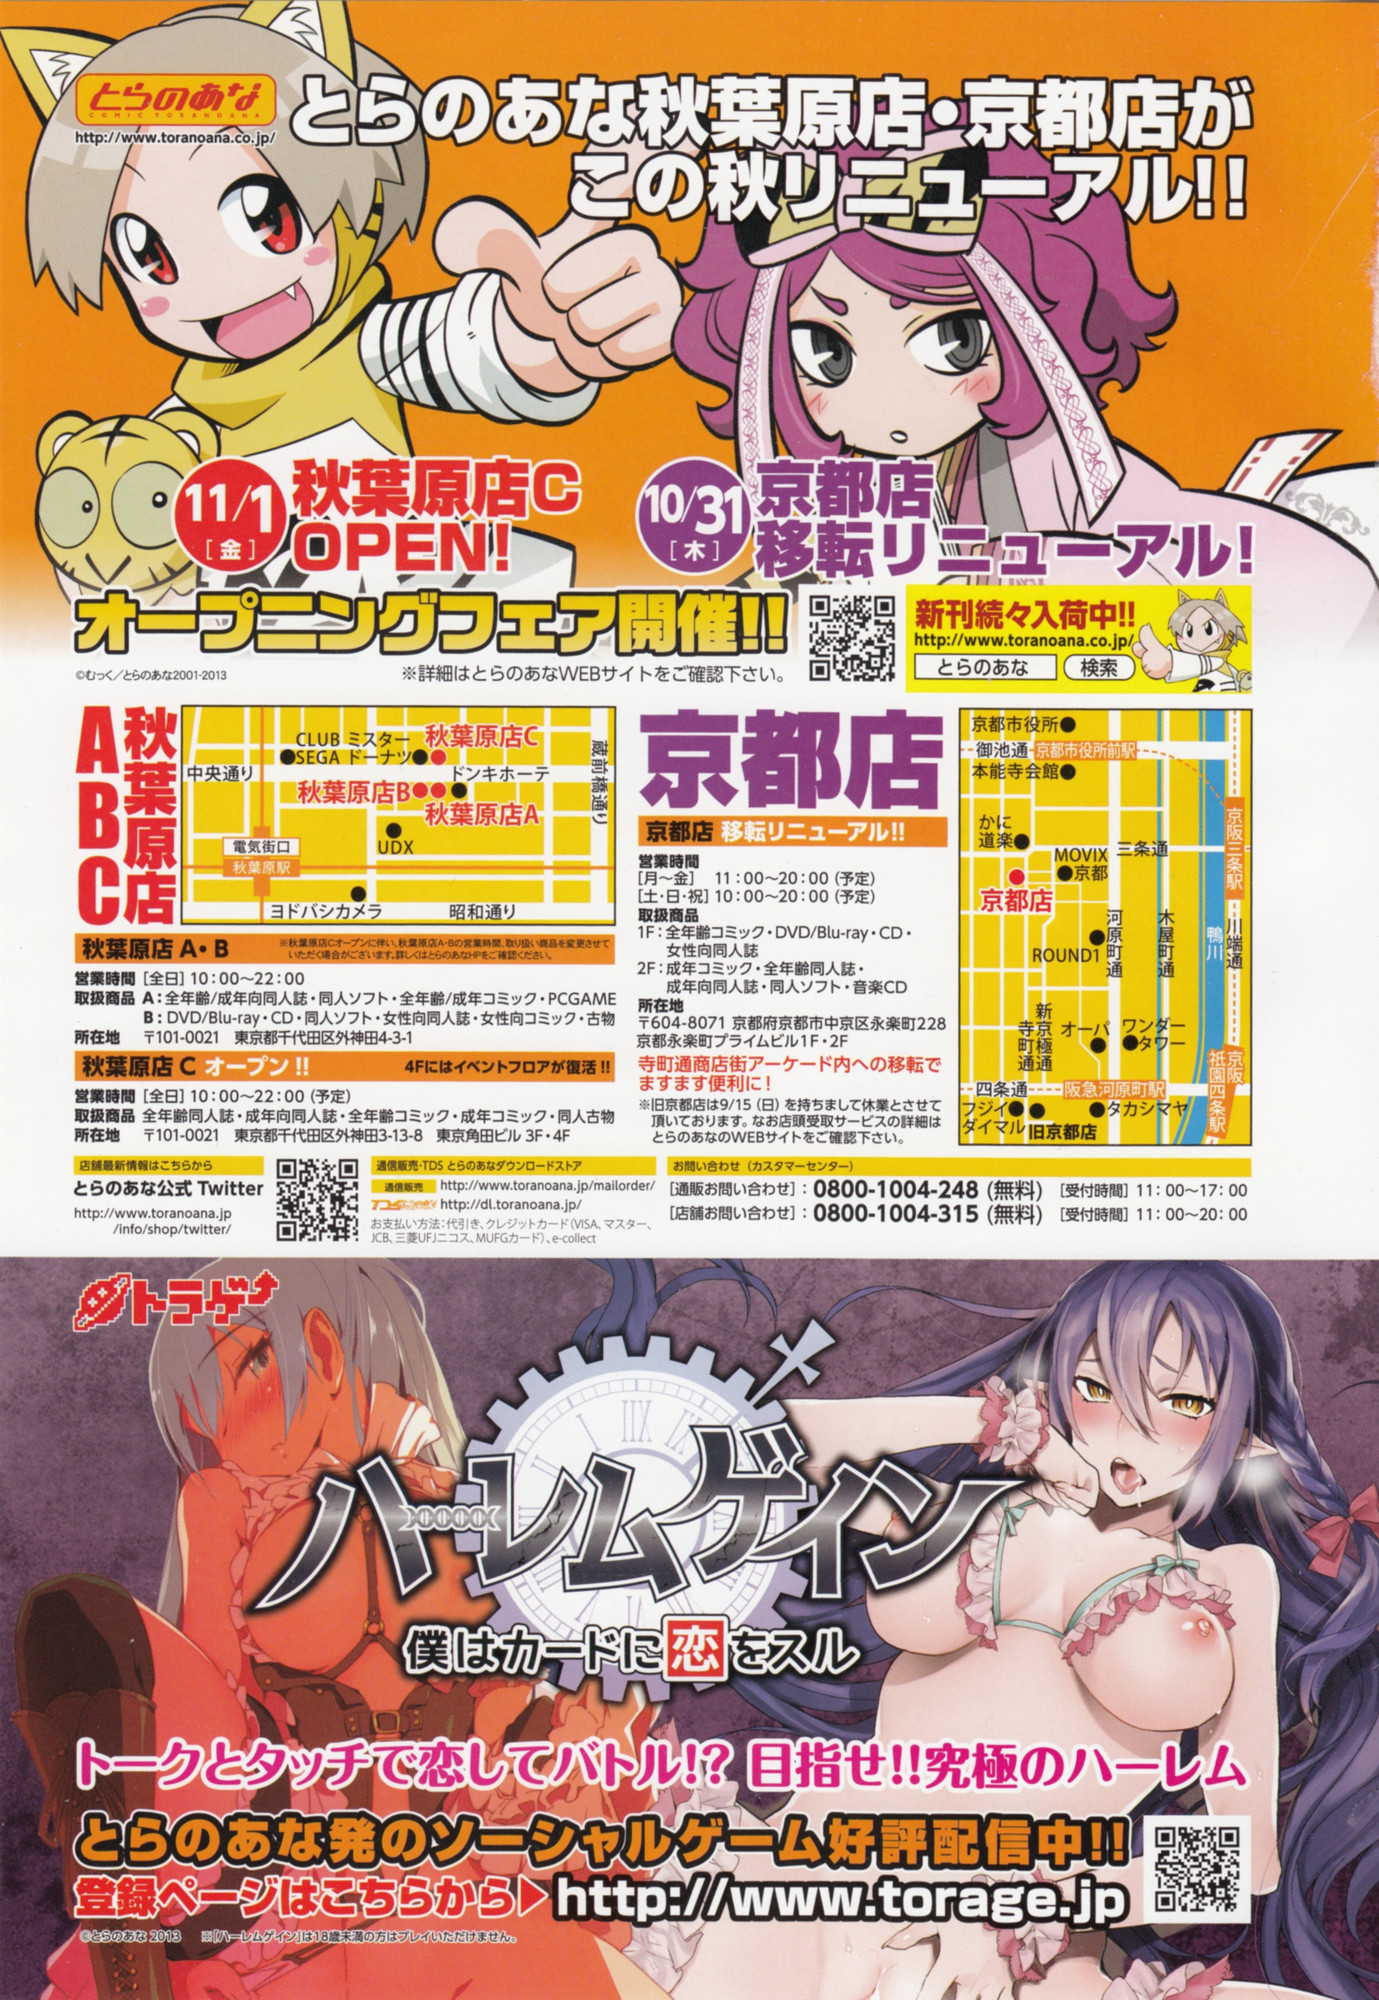 とらのあな
COMIC TORANOANA
http://www.toranoana.co.jp/
とらのあな秋葉原店・京都店が
この秋リニューアル!!
11/1
[金]
秋葉原店C
OPEN!
10/31
[木]
京都店
移転リニューアル!
オープニングフェア開催!!
©むっく／とらのあな2001-2013
※詳細はとらのあなWEBサイトをご確認下さい。
新刊続々入荷中!!
http://www.toranoana.co.jp/
とらのあな
検索
秋葉原店
ABC
CLUB
SEGA
ミスター
ドーナツ
秋葉原店C
中央通り
ドンキホーテ
蔵前橋通り
秋葉原店B
秋葉原店A
UDX
電気街口
秋葉原駅
ヨドバシカメラ
昭和通り
秋葉原店 A・B
※秋葉原店Cオープンに伴い、秋葉原店A・Bの営業時間、取り扱い商品を変更させて
いただく場合がございます。詳しくはとらのあなHPをご確認ください。
営業時間 [全日] 10：00～22：00
取扱商品 A：全年齢/成年向同人誌・同人ソフト・全年齢/成年コミック・PCGAME
B：DVD/Blu-ray・CD・同人ソフト・女性向同人誌・女性向コミック・古物
所在地 〒101-0021 東京都千代田区外神田4-3-1
秋葉原店 C オープン!!
4Fにはイベントフロアが復活!!
営業時間 [全日] 10：00～22：00 (予定)
取扱商品 全年齢同人誌・成年向同人誌・全年齢コミック・成年コミック・同人古物
所在地 〒101-0021 東京都千代田区外神田3-13-8 東京角田ビル 3F・4F
京都店
京都店 移転リニューアル!!
営業時間
[月～金] 11：00～20：00 (予定)
[土・日・祝] 10：00～20：00 (予定)
取扱商品
1F：全年齢コミック・DVD/Blu-ray・CD・
女性向同人誌
2F：成年コミック・全年齢同人誌・
成年向同人誌・同人ソフト・音楽CD
所在地
〒604-8071 京都府京都市中京区永楽町228
京都永楽町プライムビル1F・2F
寺町通商店街アーケード内への移転で
ますます便利に！
※旧京都店は9/15（日）を持ちまして休業とさせて
頂いております。なお店頭受取サービスの詳細は
とらのあなのWEBサイトをご確認下さい。
京都市役所
御池通
京都市役所前駅
本能寺会館
かに
道楽
MOVIX
京都
三条通
京阪三条駅
京都店
河原町通
木屋町通
鴨川
川端通
ROUND1
新京極通
寺町通
オーパ
ワンダー
タワー
京阪
祇園四条駅
四条通
阪急河原町駅
フジイ
ダイマル
旧京都店
タカシマヤ
店舗最新情報はこちらから
とらのあな公式 Twitter
http://www.toranoana.jp
/info/shop/twitter/
通信販売・TDS とらのあなダウンロードストア
通信販売
http://www.toranoana.jp/mailorder/
TDS
http://dl.toranoana.jp/
お支払い方法：代引き、クレジットカード（VISA、マスター、
JCB、三菱UFJニコス、MUFGカード）、e-collect
お問い合わせ（カスタマーセンター）
[通販お問い合わせ]：0800-1004-248 (無料) [受付時間] 11：00～17：00
[店舗お問い合わせ]：0800-1004-315 (無料) [受付時間] 11：00～20：00
トラゲー
ハーレムゲイン
僕はカードに恋をスル
トークとタッチで恋してバトル!? 目指せ!!究極のハーレム
とらのあな発のソーシャルゲーム好評配信中!!
登録ページはこちらから▶http://www.torage.jp
©とらのあな 2013 ※「ハーレムゲイン」は18歳未満の方はプレイいただけません。